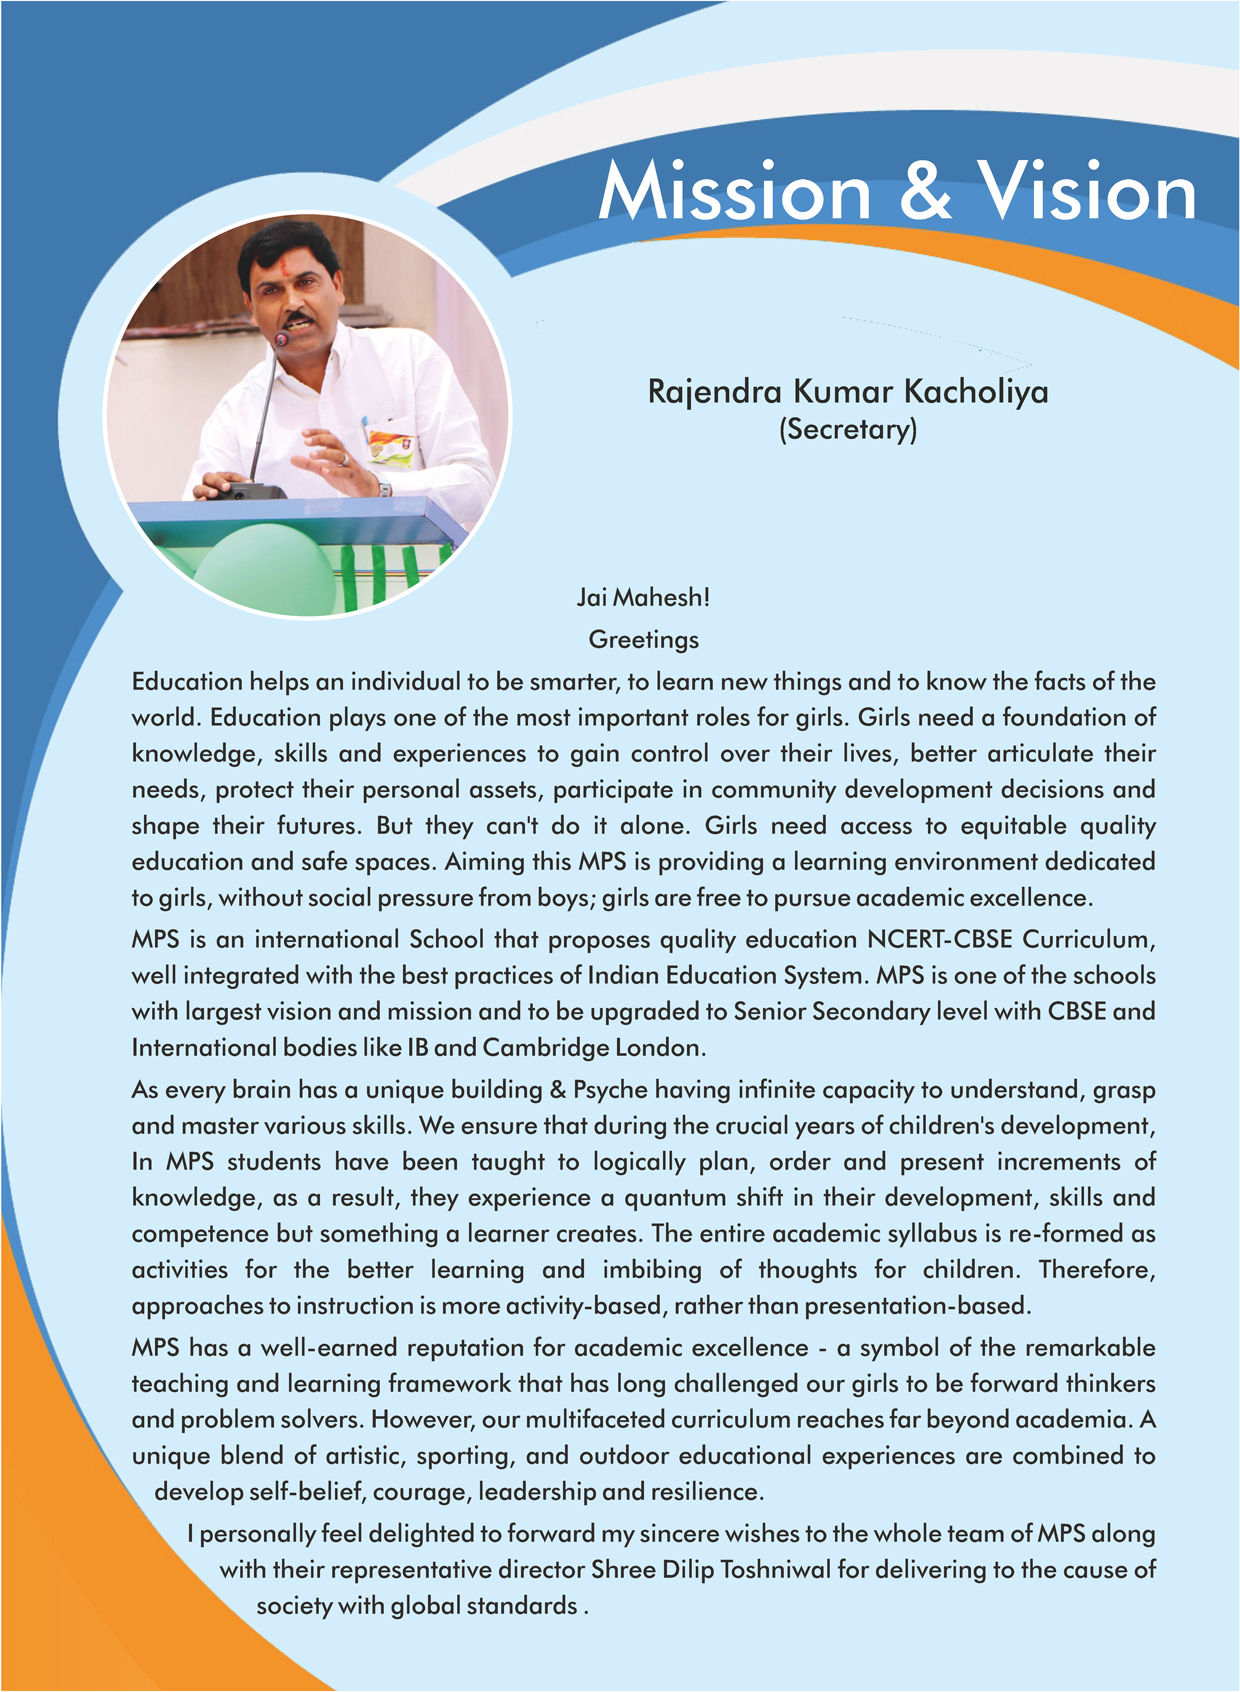 Mission & Vision
Rajendra Kumar Kacholiya
(Secretary)
Jai Mahesh!
Greetings
Education helps an individual to be smarter, to learn new things and to know the facts of the
world. Education plays one of the most important roles for girls. Girls need a foundation of
knowledge, skills and experiences to gain control over their lives, better articulate their
needs, protect their personal assets, participate in community development decisions and
shape their futures. But they can't do it alone. Girls need access to equitable quality
education and safe spaces. Aiming this MPS is providing a learning environment dedicated
to girls, without social pressure from boys; girls are free to pursue academic excellence.
MPS is an international School that proposes quality education NCERT-CBSE Curriculum,
well integrated with the best practices of Indian Education System. MPS is one of the schools
with largest vision and mission and to be upgraded to Senior Secondary level with CBSE and
International bodies like IB and Cambridge London.
As every brain has a unique building & Psyche having infinite capacity to understand, grasp
and master various skills. We ensure that during the crucial years of children's development,
In MPS students have been taught to logically plan, order and present increments of
knowledge, as a result, they experience a quantum shift in their development, skills and
competence but something a learner creates. The entire academic syllabus is re-formed as
activities for the better learning and imbibing of thoughts for children. Therefore,
approaches to instruction is more activity-based, rather than presentation-based.
MPS has a well-earned reputation for academic excellence - a symbol of the remarkable
teaching and learning framework that has long challenged our girls to be forward thinkers
and problem solvers. However, our multifaceted curriculum reaches far beyond academia. A
unique blend of artistic, sporting, and outdoor educational experiences are combined to
develop self-belief, courage, leadership and resilience.
I personally feel delighted to forward my sincere wishes to the whole team of MPS along
with their representative director Shree Dilip Toshniwal for delivering to the cause of
society with global standards .